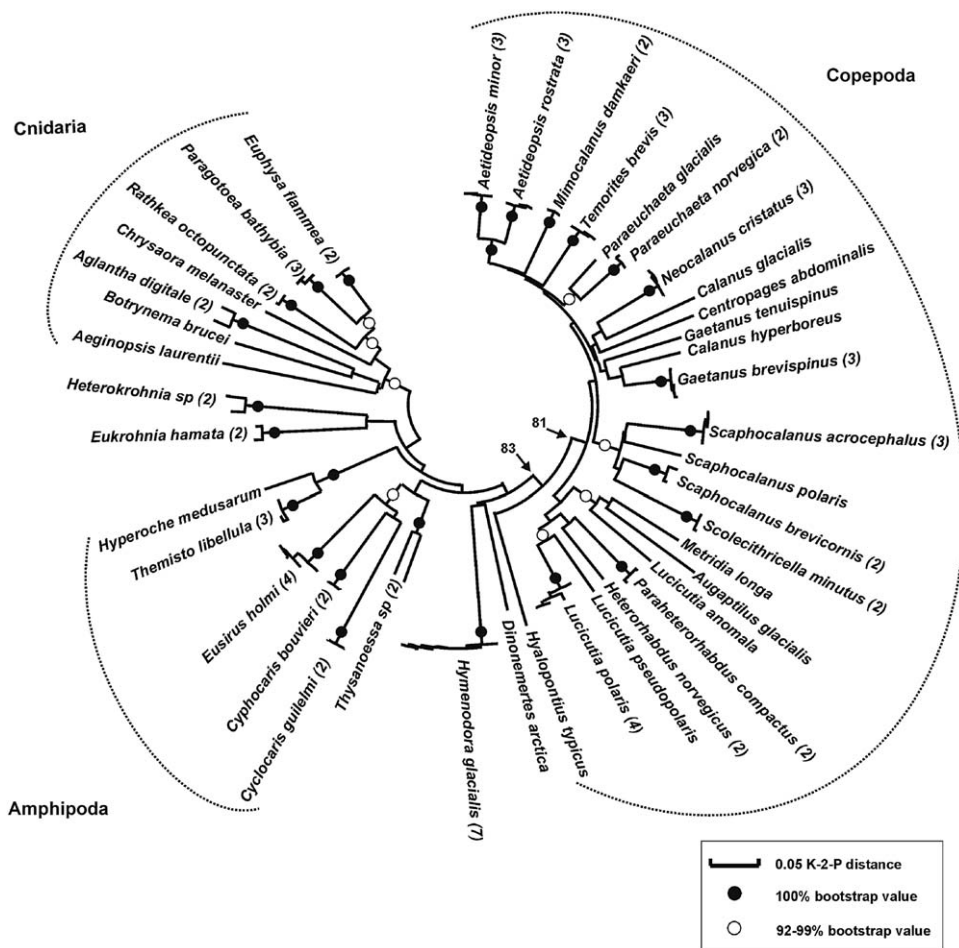 Copepoda
Cnidaria
Amphipoda
Euphysa flammea (2)
Paragotoea bathybia (3)
Rathkea octopunctata (2)
Chrysaora melanaster
Aglantha digitale (2)
Botrynema brucei
Aeginopsis laurentii
Heterokrohnia sp (2)
Eukrohnia hamata (2)
Hyperoche medusarum
Themisto libellula (3)
Eusirus holmi (4)
Cyphocaris bouvieri (2)
Cyclocaris guilelmi (2)
Thysanoessa sp (2)
Hymenodora glacialis (7)
Dinonemertes arctica
Hyalopontius typicus
Lucicutia polaris (4)
Lucicutia pseudopolaris
Heterorhabdus norvegicus (2)
Paraheterorhabdus compactus (2)
Lucicutia anomala
Augaptilus glacialis
Metridia longa
Scolecithricella minutus (2)
Scaphocalanus brevicornis (2)
Scaphocalanus polaris
Scaphocalanus acrocephalus (3)
Gaetanus brevispinus (3)
Calanus hyperboreus
Gaetanus tenuispinus
Centropages abdominalis
Calanus glacialis
Neocalanus cristatus (3)
Paraeuchaeta norvegica (2)
Paraeuchaeta glacialis
Temorites brevis (3)
Mimocalanus damkaeri (2)
Aetideopsis rostrata (3)
Aetideopsis minor (3)
81
83
0.05 K-2-P distance
100% bootstrap value
92-99% bootstrap value